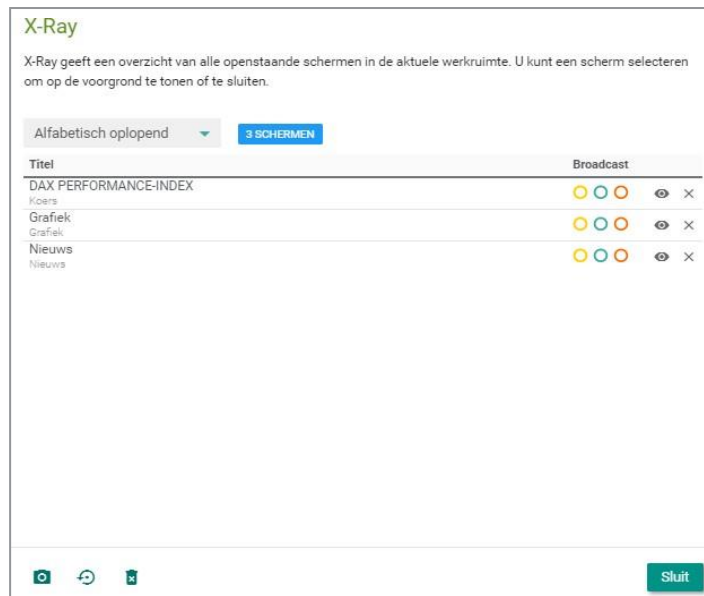 X-Ray
X-Ray geeft een overzicht van alle openstaande schermen in de aktuele werkruimte. U kunt een scherm selecteren
om op de voorgrond te tonen of te sluiten.
Alfabetisch oplopend
3 SCHERMEN
Titel Broadcast
DAX PERFORMANCE-INDEX
Koers
Grafiek
Grafiek
Nieuws
Nieuws
Sluit